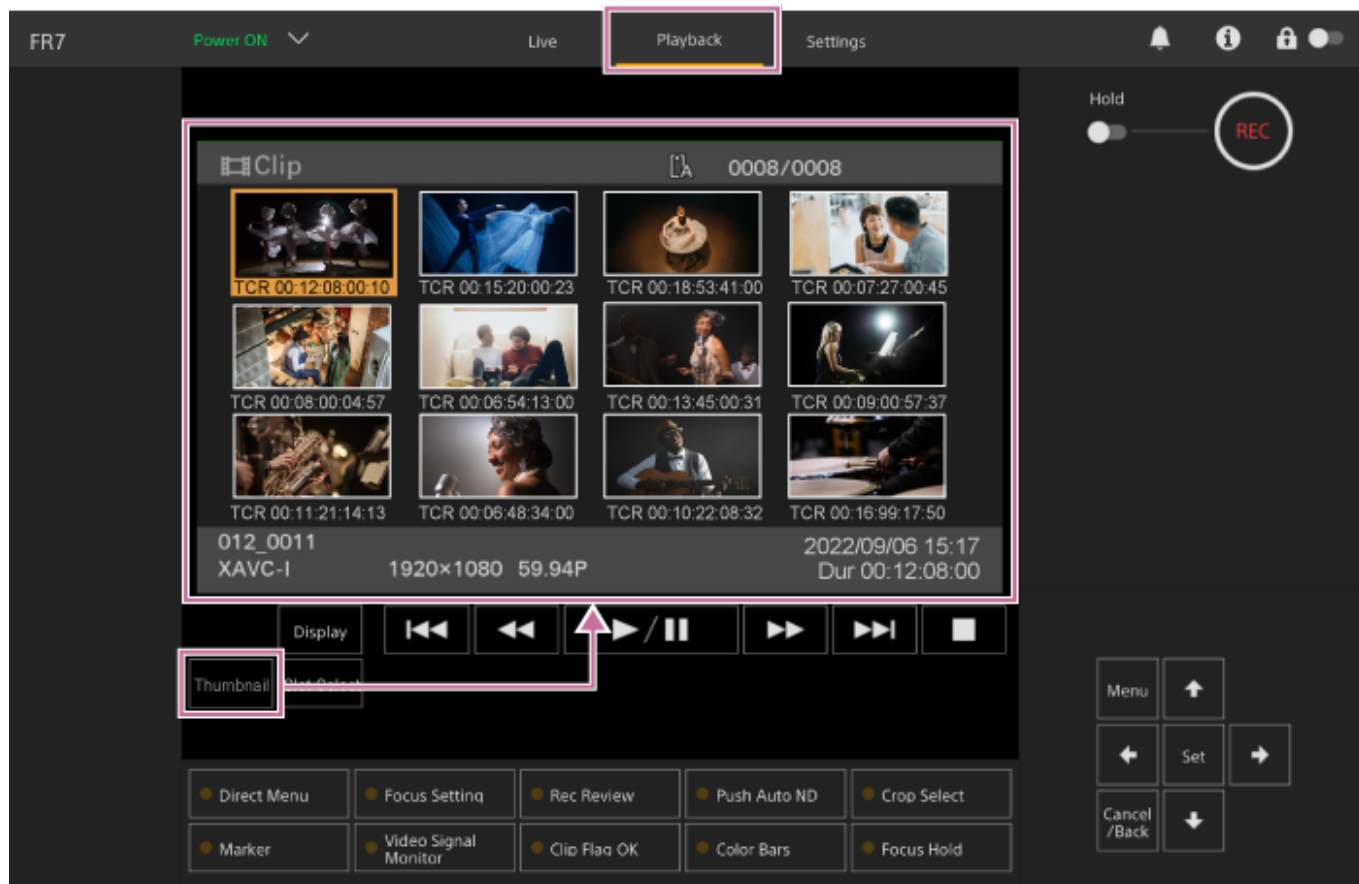 FR7
Power ON
Live
Playback
Settings
Hold
REC
Clip
A 0008/0008
TCR 00:12:08:00:10
TCR 00:15:20:00:23
TCR 00:18:53:41:00
TCR 00:07:27:00:45
TCR 00:08:00:04:57
TCR 00:06:54:13:00
TCR 00:13:45:00:31
TCR 00:09:00:57:37
TCR 00:11:21:14:13
TCR 00:06:48:34:00
TCR 00:10:22:08:32
TCR 00:16:99:17:50
012_0011
2022/09/06 15:17
XAVC-I 1920×1080 59.94P
Dur 00:12:08:00
Display
Thumbnail
Slot Select
Menu
Set
Cancel
/Back
Direct Menu
Focus Setting
Rec Review
Push Auto ND
Crop Select
Marker
Video Signal
Monitor
Clip Flag OK
Color Bars
Focus Hold